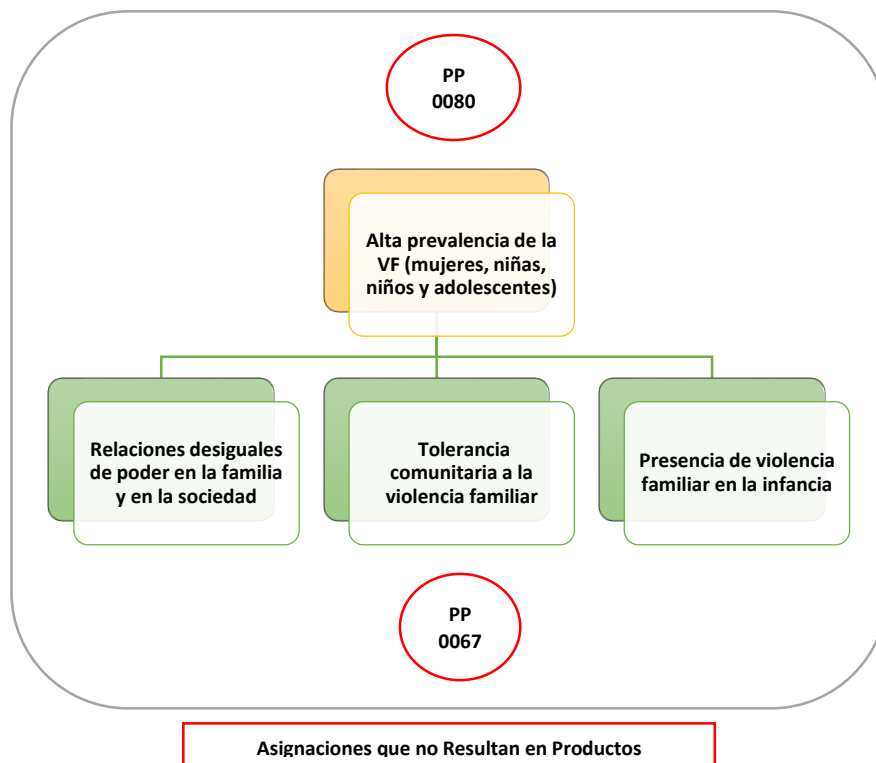 PP
0080
Alta prevalencia de la
VF (mujeres, niñas,
niños y adolescentes)
Relaciones desiguales
de poder en la familia
y en la sociedad
Tolerancia
comunitaria a la
violencia familiar
Presencia de violencia
familiar en la infancia
PP
0067
Asignaciones que no Resultan en Productos